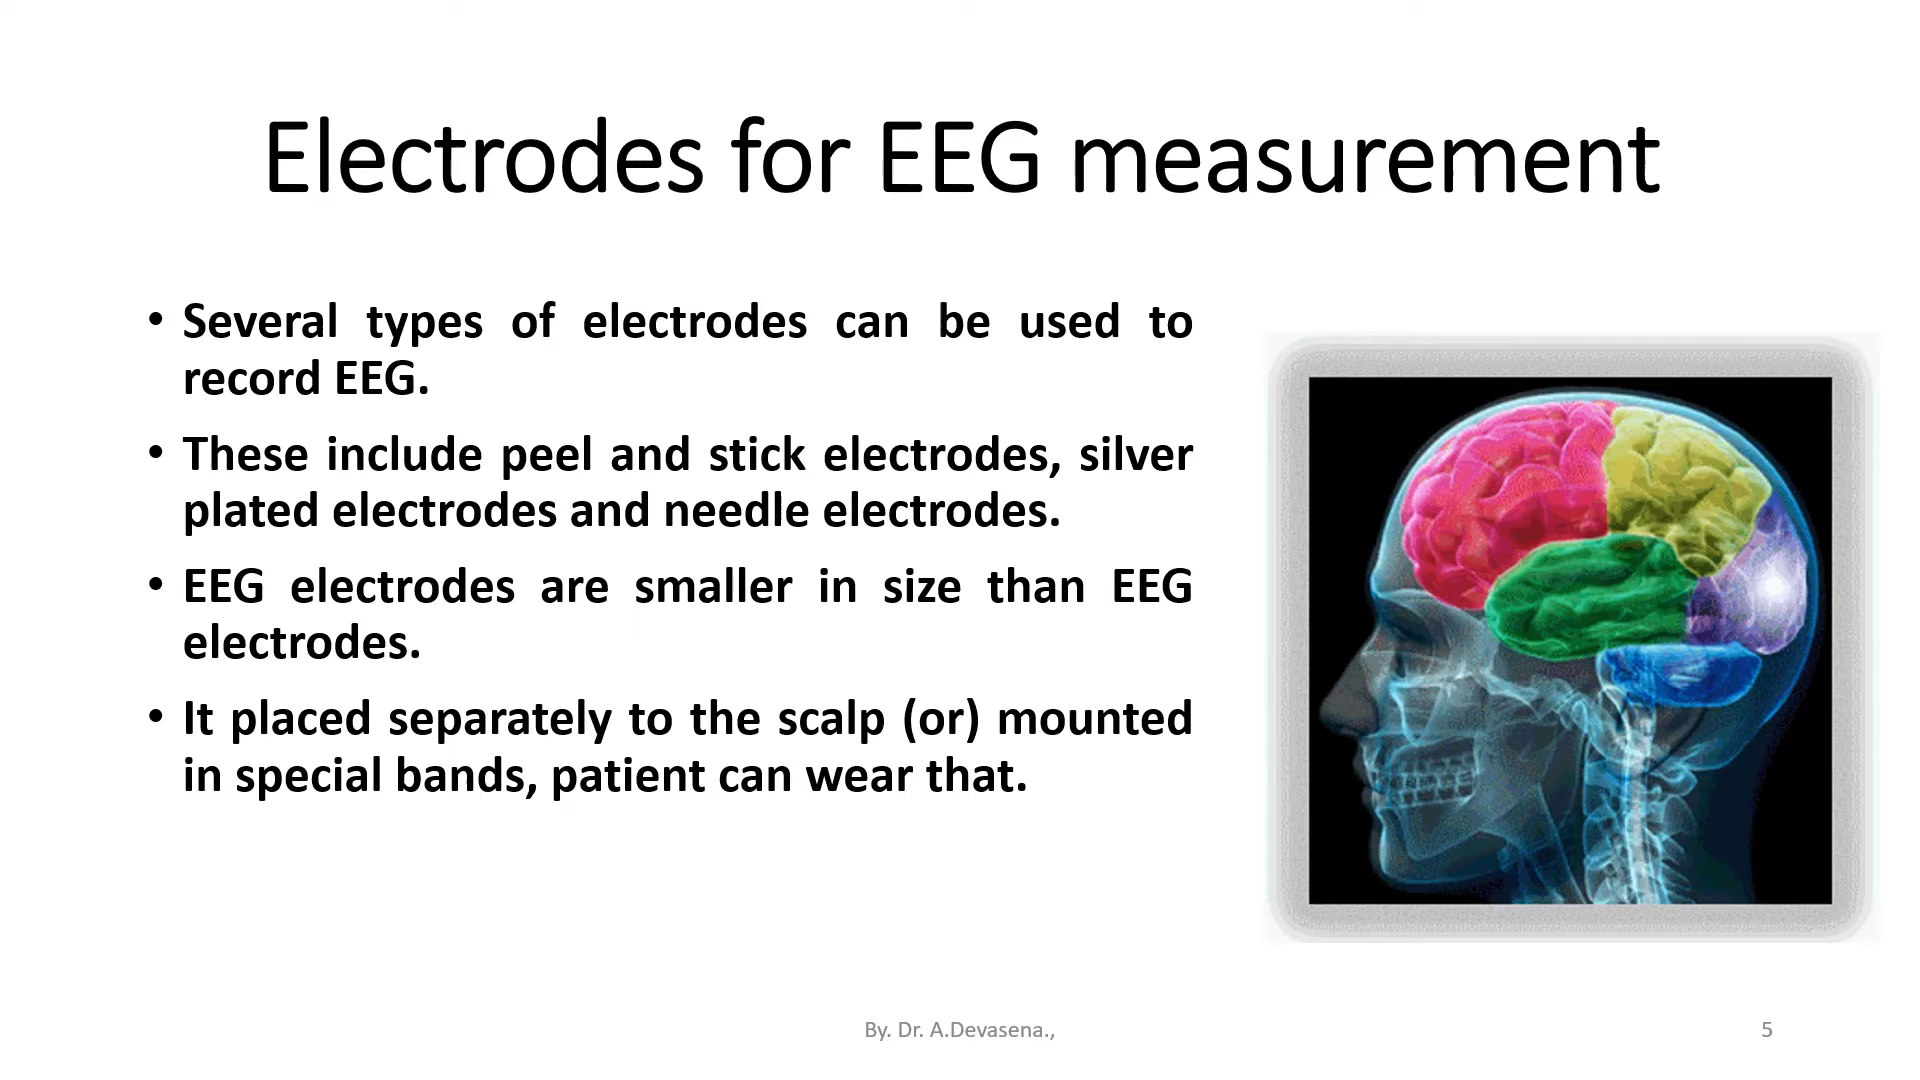 Electrodes for EEG measurement
• Several types of electrodes can be used to
record EEG.
• These include peel and stick electrodes, silver
plated electrodes and needle electrodes.
• EEG electrodes are smaller in size than EEG
electrodes.
• It placed separately to the scalp (or) mounted
in special bands, patient can wear that.
By. Dr. A.Devasena.,
5